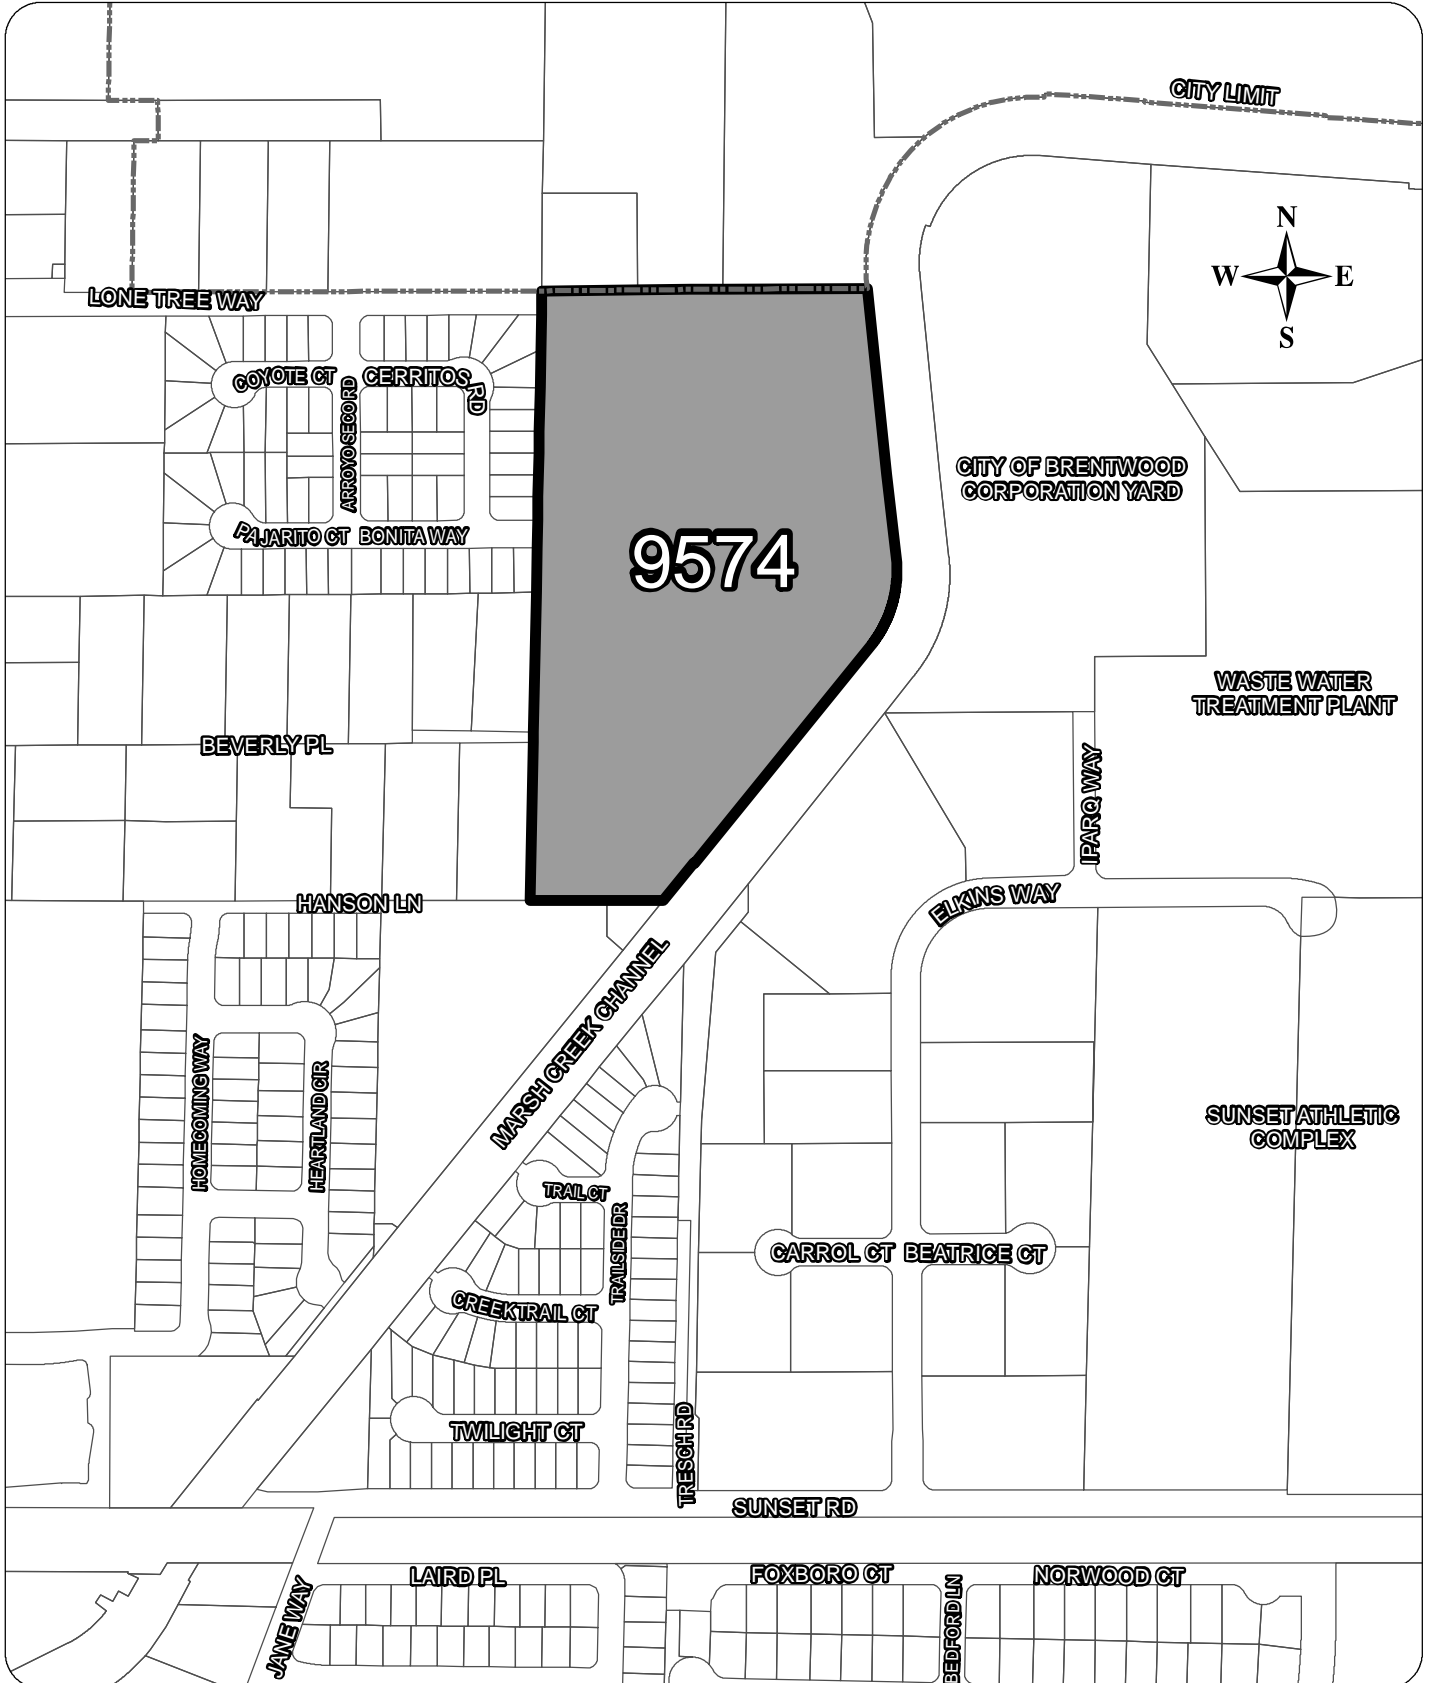 CITY LIMIT
N
W E
S
LONE TREE WAY
COYOTE CT
CERRITOS RD
ARROYO SECO RD
PAJARITO CT
BONITA WAY
9574
CITY OF BRENTWOOD
CORPORATION YARD
WASTE WATER
TREATMENT PLANT
BEVERLY PL
IPARQ WAY
HANSON LN
ELKINS WAY
MARSH CREEK CHANNEL
HOMECOMING WAY
HEARTLAND CIR
SUNSET ATHLETIC
COMPLEX
TRAIL CT
TRAILSIDE DR
CARROL CT
BEATRICE CT
CREEKTRAIL CT
TWILIGHT CT
TRESCH RD
SUNSET RD
LAIRD PL
FOXBORO CT
NORWOOD CT
JANE WAY
BEDFORD LN